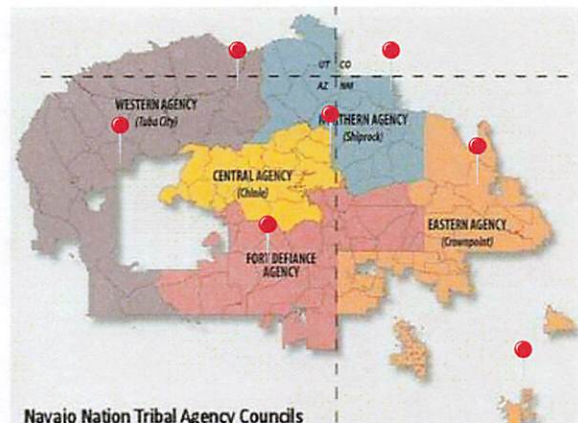 UT CO
AZ NM
WESTERN AGENCY
(Tuba City)
AGENCY
(Shiprock)
CENTRAL AGENCY
(Chinle)
EASTERN AGENCY
(Crownpoint)
FORT DEFIANCE
AGENCY
Navajo Nation Tribal Agency Councils